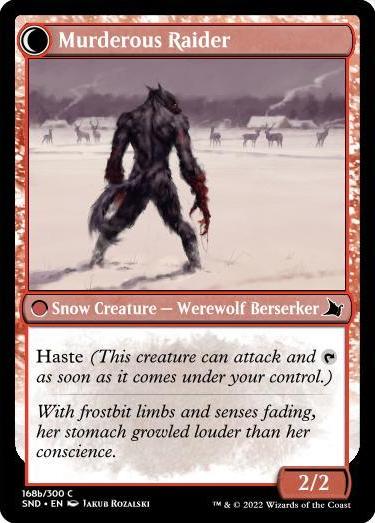 Murderous Raider
Snow Creature — Werewolf Berserker
Haste (This creature can attack and
as soon as it comes under your control.)
With frostbit limbs and senses fading,
her stomach growled louder than her
conscience.
2/2
168b/300 C
SND • EN Jakub Rozalski
™ & © 2022 Wizards of the Coast